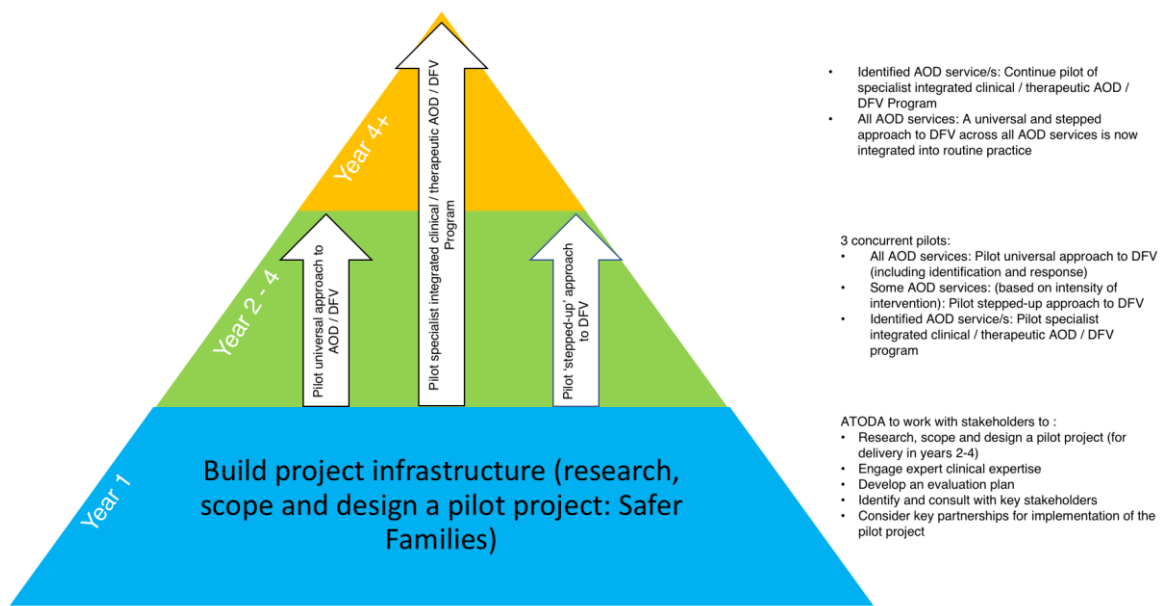 Year 4+
Year 2 - 4
Year 1
Pilot universal approach to
AOD / DFV
Pilot specialist integrated clinical / therapeutic AOD / DFV
Program
Pilot ‘stepped-up’ approach
to DFV
Build project infrastructure (research,
scope and design a pilot project: Safer
Families)
• Identified AOD service/s: Continue pilot of
specialist integrated clinical / therapeutic AOD /
DFV Program
• All AOD services: A universal and stepped
approach to DFV across all AOD services is now
integrated into routine practice
3 concurrent pilots:
• All AOD services: Pilot universal approach to DFV
(including identification and response)
• Some AOD services: (based on intensity of
intervention): Pilot stepped-up approach to DFV
• Identified AOD service/s: Pilot specialist
integrated clinical / therapeutic AOD / DFV
program
ATODA to work with stakeholders to :
• Research, scope and design a pilot project (for
delivery in years 2-4)
• Engage expert clinical expertise
• Develop an evaluation plan
• Identify and consult with key stakeholders
• Consider key partnerships for implementation of the
pilot project